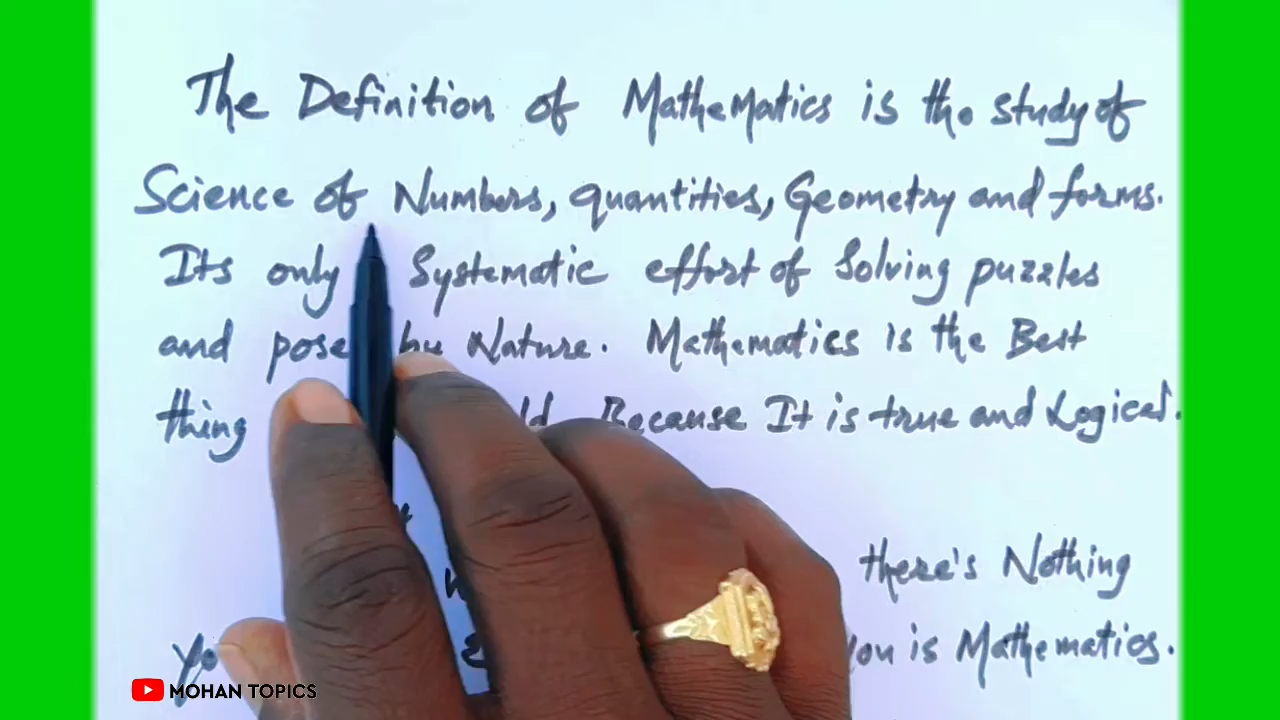 The Definition of Mathematics is the study of
Science of Numbers, quantities, Geometry and forms.
Its only Systematic effort of Solving puzzles
and pose by Nature. Mathematics is the Best
thing Because It is true and Logical.
there's Nothing
you is Mathematics.
MOHAN TOPICS